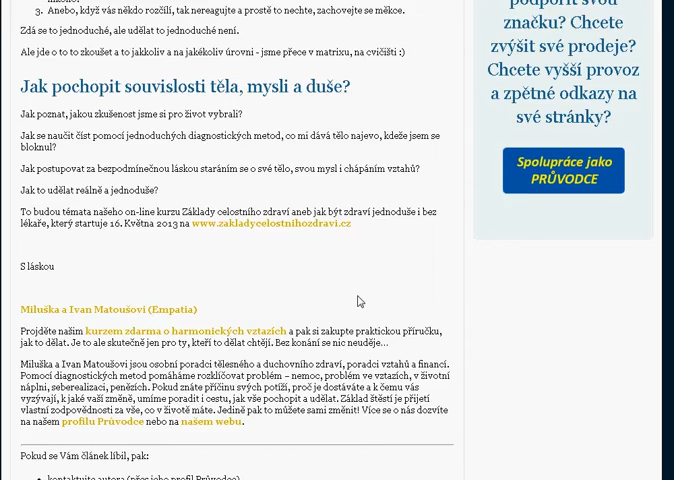 3. Anebo, když vás někdo rozčílí, tak nereagujte a prostě to nechte, zachovejte se měkce.
Zdá se to jednoduché, ale udělat to jednoduché není.
Ale jde o to to zkoušet a to jakkoliv a na jakékoliv úrovni - jsme přece v matrixu, na cvičišti :)
Jak pochopit souvislosti těla, mysli a duše?
Jak poznat, jakou zkušenost jsme si pro život vybrali?
Jak se naučit číst pomocí jednoduchých diagnostických metod, co mi dává tělo najevo, kdeže jsem se
bloknul?
Jak postupovat za bezpodmínečnou láskou staráním se o své tělo, svou mysl i chápáním vztahů?
Jak to udělat reálně a jednoduše?
To budou témata našeho on-line kurzu Základy celostního zdraví aneb jak být zdraví jednoduše i bez
lékaře, který startuje 16. Května 2013 na www.zakladycelostnihozdravi.cz
S láskou
Miluška a Ivan Matoušovi (Empatia)
Projděte našim kurzem zdarma o harmonických vztazích a pak si zakupte praktickou příručku,
jak to dělat. Je to ale skutečně jen pro ty, kteří to dělat chtějí. Bez konání se nic neudeje...
Miluška a Ivan Matoušovi jsou osobní poradci tělesného a duchovního zdraví, poradci vztahů a financí.
Pomocí diagnostických metod pomáháme rozklíčovat problém – nemoc, problém ve vztazích, v životní
náplni, seberealizaci, penězích. Pokud znáte příčinu svých potíží, proč je dostáváte a k čemu vás
vyzývají, k jaké vaší změně, umíme poradit i cestu, jak vše pochopit a udělat. Základ štěstí je přijetí
vlastní zodpovědnosti za vše, co v životě máte. Jedině pak to můžete sami změnit! Více se o nás dozvíte
na našem profilu Průvodce nebo na našem webu.
Pokud se Vám článek líbil, pak:
kontaktujte autora (přes jeho profil Průvodce)
podpořit svou
značku? Chcete
zvýšit své prodeje?
Chcete vyšší provoz
a zpětné odkazy na
své stránky?
Spolupráce jako
PRŮVODCE